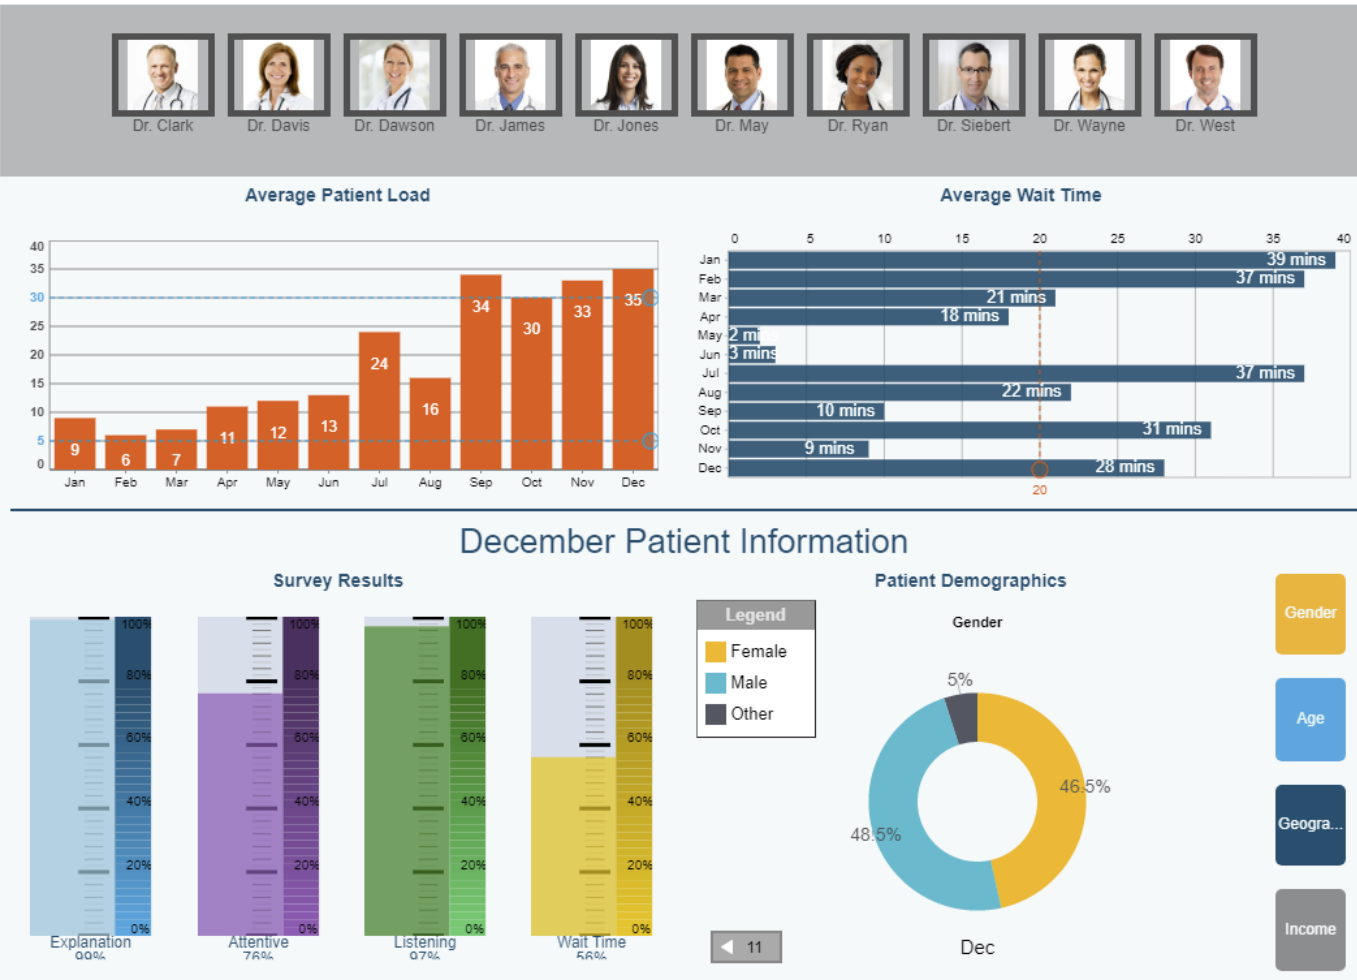 Dr. Clark Dr. Davis Dr. Dawson Dr. James Dr. Jones Dr. May Dr. Ryan Dr. Siebert Dr. Wayne Dr. West
Average Patient Load
40
35
30
25
20
15
10
5
0
9 6 7 11 12 13 24 16 34 30 33 35
Jan Feb Mar Apr May Jun Jul Aug Sep Oct Nov Dec
Average Wait Time
0 5 10 15 20 25 30 35 40
Jan 39 mins
Feb 37 mins
Mar 21 mins
Apr 18 mins
May 2 mi
Jun 3 mins
Jul 37 mins
Aug 22 mins
Sep 10 mins
Oct 31 mins
Nov 9 mins
Dec 28 mins
20
December Patient Information
Survey Results
100% 100% 100% 100%
80% 80% 80% 80%
60% 60% 60% 60%
40% 40% 40% 40%
20% 20% 20% 20%
0% 0% 0% 0%
Explanation Attentive Listening Wait Time
99% 76% 97% 56%
Patient Demographics
Legend
Female
Male
Other
Gender
5%
46.5%
48.5%
11
Dec
Gender
Age
Geogra...
Income